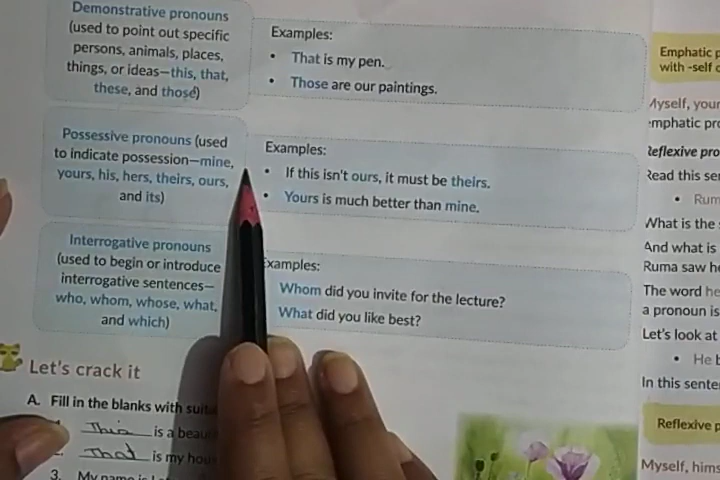 Demonstrative pronouns
(used to point out specific
persons, animals, places,
things, or ideas—this, that,
these, and those)
Examples:
• That is my pen.
• Those are our paintings.
Possessive pronouns (used
to indicate possession—mine,
yours, his, hers, theirs, ours,
and its)
Examples:
• If this isn't ours, it must be theirs.
• Yours is much better than mine.
Interrogative pronouns
(used to begin or introduce
interrogative sentences—
who, whom, whose, what,
and which)
Examples:
Whom did you invite for the lecture?
What did you like best?
Let's crack it
A. Fill in the blanks with
This is a
That is my
3. My name is
Emphatic
with -self
Myself,
Reflexive
Read this
•
What is the
And what is
Ruma saw
The word
a pronoun is
Let's look at
• He
In this
Reflexive
Myself,